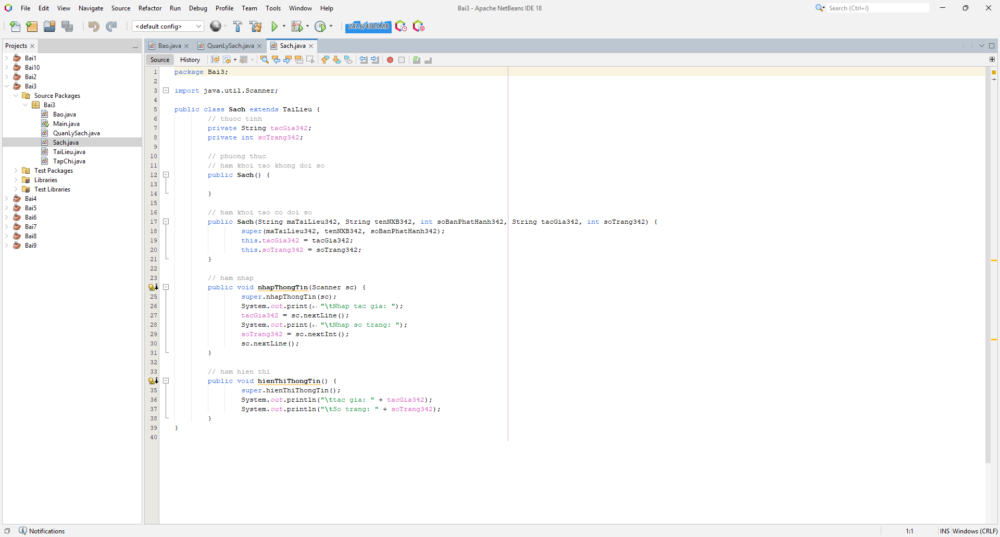 File Edit View Navigate Source Refactor Run Debug Profile Team Tools Window Help
Bai3 - Apache NetBeans IDE 18
Search (Ctrl+I)
<default config>
247.6/438.0MB
Projects
Bao.java
QuanLySach.java
Sach.java
Source History
Bai1
Bai10
Bai2
Bai3
Source Packages
Bai3
Bao.java
Main.java
QuanLySach.java
Sach.java
TaiLieu.java
TapChi.java
Test Packages
Libraries
Test Libraries
Bai4
Bai5
Bai6
Bai7
Bai8
Bai9
1 package Bai3;
2
3 import java.util.Scanner;
4
5 public class Sach extends TaiLieu {
6 // thuoc tinh
7 private String tacGia342;
8 private int soTrang342;
9
10 // phuong thuc
11 // ham khoi tao khong doi so
12 public Sach() {
13
14 }
15
16 // ham khoi tao co doi so
17 public Sach(String maTaiLieu342, String tenNXB342, int soBanPhatHanh342, String tacGia342, int soTrang342) {
18 super(maTaiLieu342, tenNXB342, soBanPhatHanh342);
19 this.tacGia342 = tacGia342;
20 this.soTrang342 = soTrang342;
21 }
22
23 // ham nhap
public void nhapThongTin(Scanner sc) {
25 super.nhapThongTin(sc);
26 System.out.print(s: "\tNhap tac gia: ");
27 tacGia342 = sc.nextLine();
28 System.out.print(s: "\tNhap so trang: ");
29 soTrang342 = sc.nextInt();
30 sc.nextLine();
31 }
32
33 // ham hien thi
public void hienThiThongTin() {
35 super.hienThiThongTin();
36 System.out.println("\ttac gia: " + tacGia342);
37 System.out.println("\tSo trang: " + soTrang342);
38 }
39 }
40
Notifications
1:1
INS
Windows (CRLF)